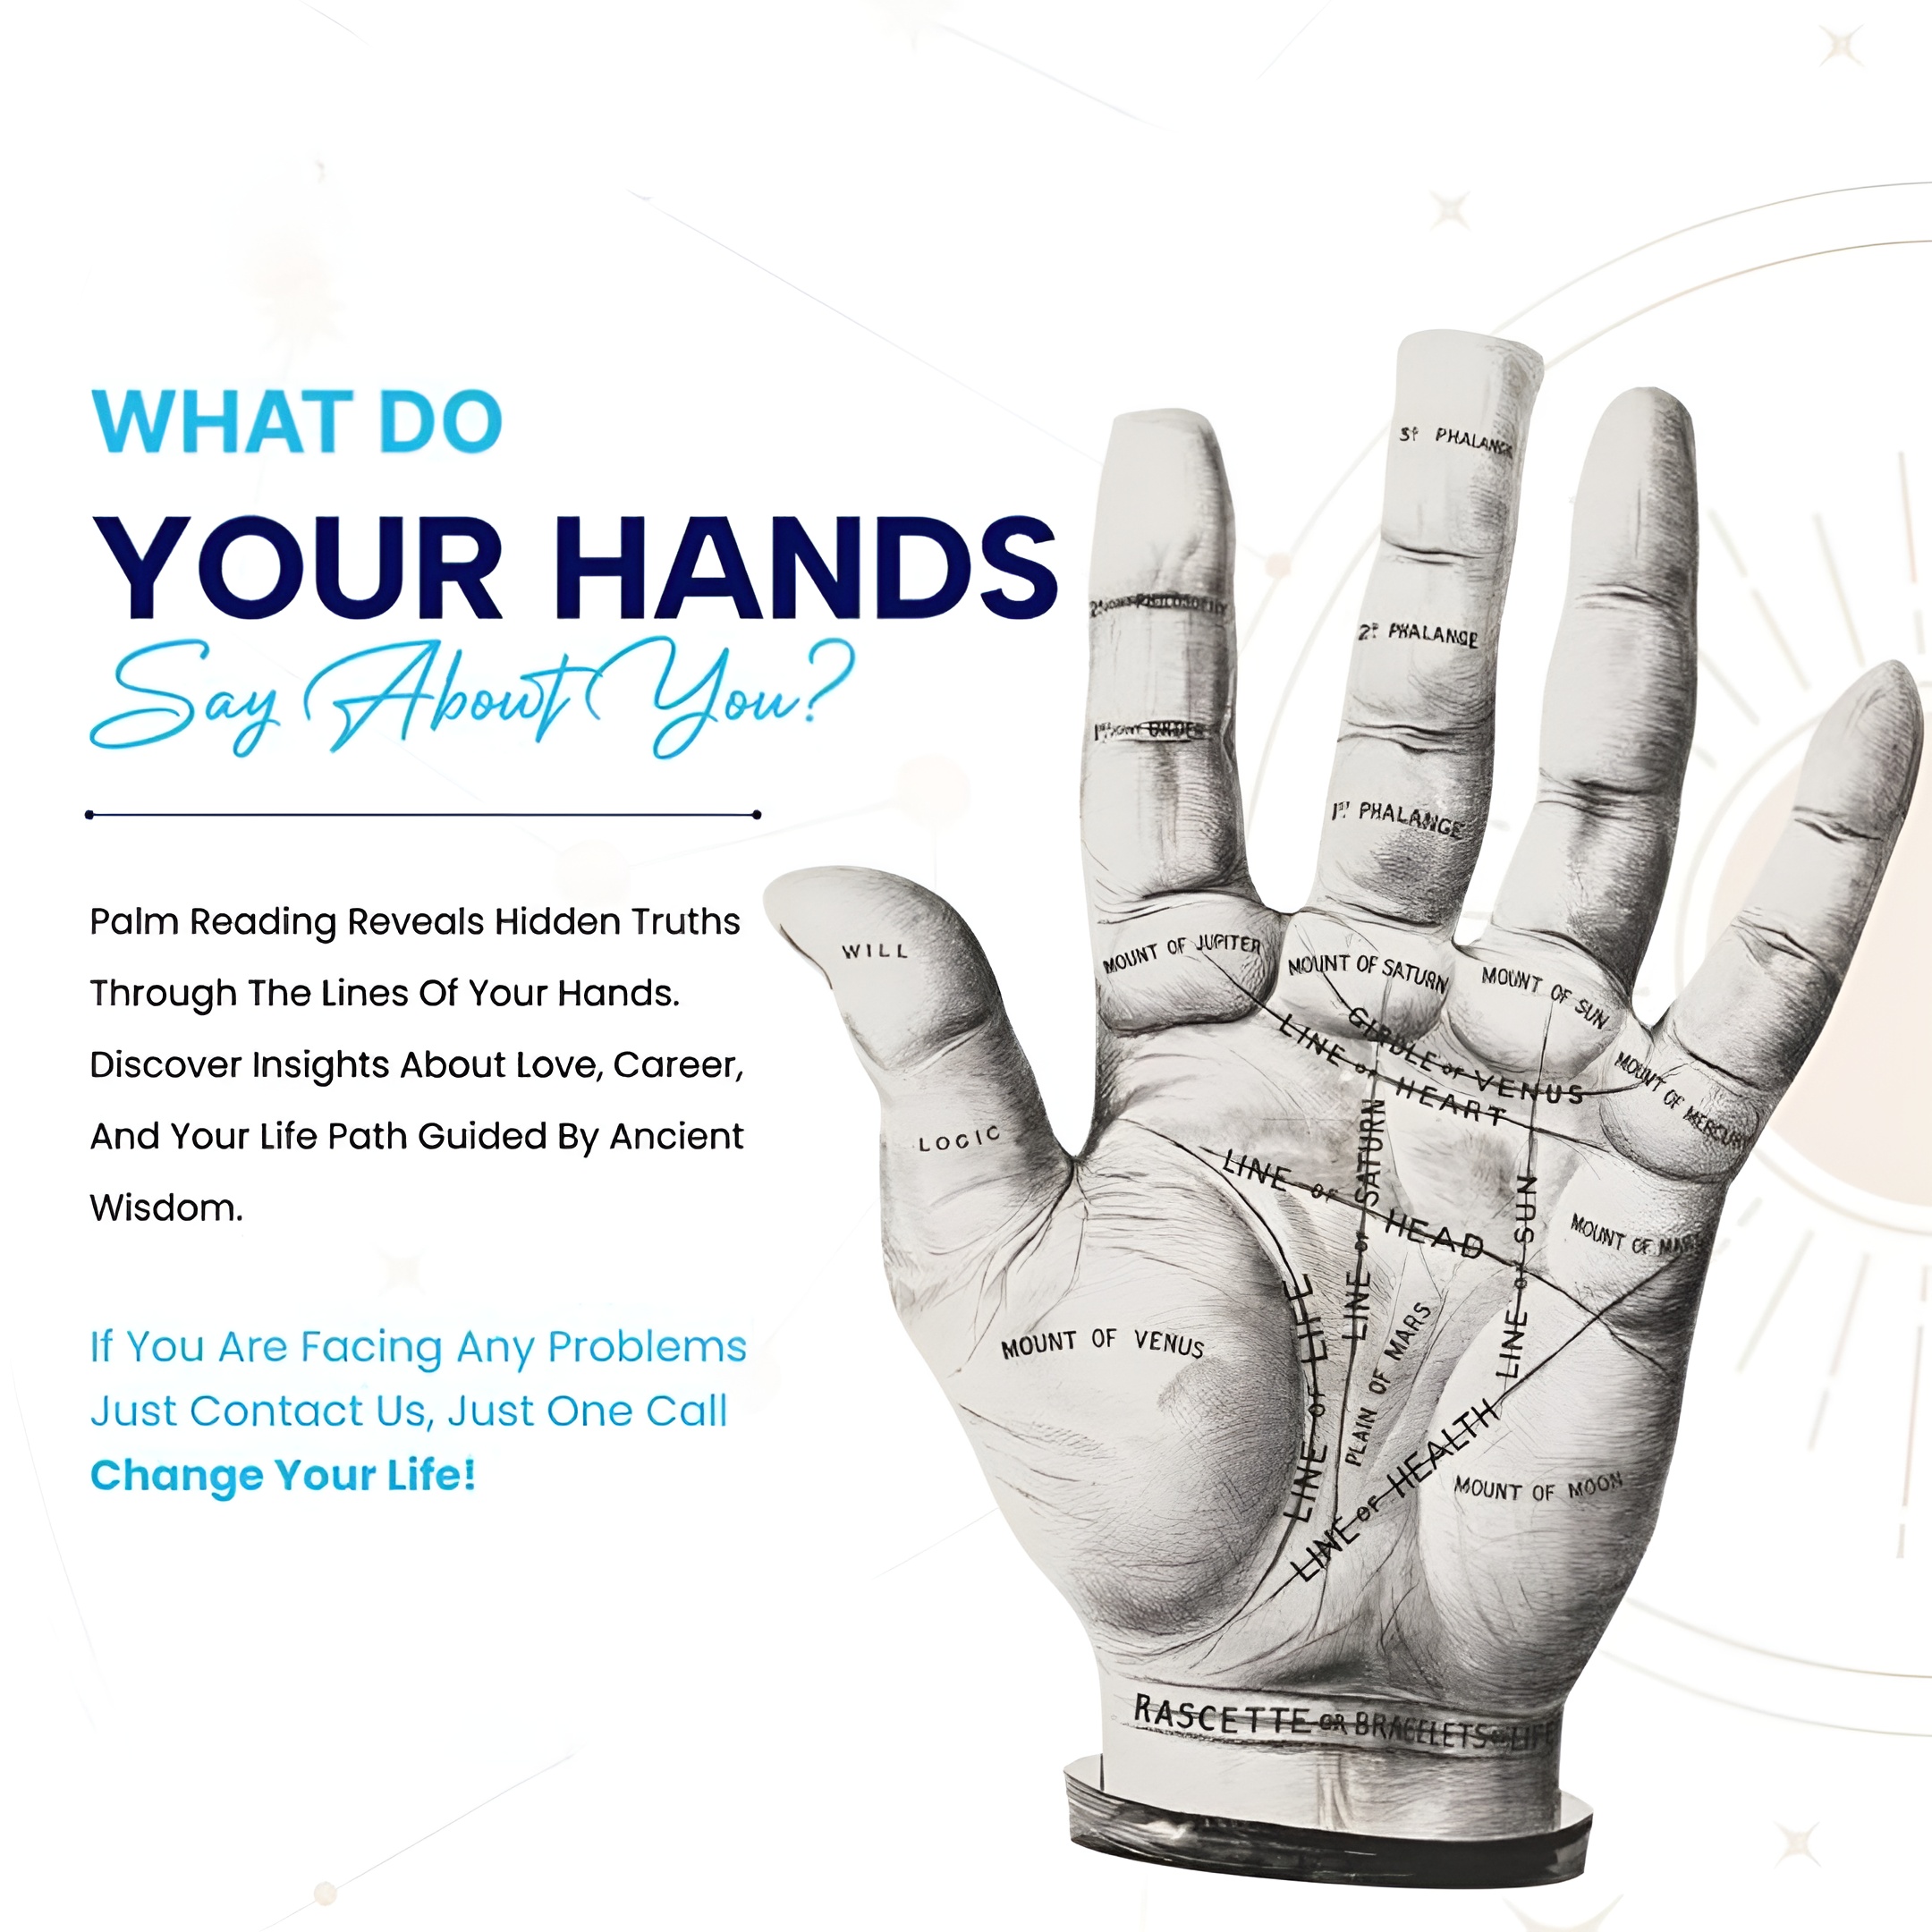 WHAT DO
YOUR HANDS
Say About You?
Palm Reading Reveals Hidden Truths
Through The Lines Of Your Hands.
Discover Insights About Love, Career,
And Your Life Path Guided By Ancient
Wisdom.
If You Are Facing Any Problems
Just Contact Us, Just One Call
Change Your Life!
3ᵈ PHALANGE
2ᵈ PHALANGE
1ˢᵗ PHALANGE
WILL
LOGIC
MOUNT OF JUPITER
MOUNT OF SATURN
MOUNT OF SUN
MOUNT OF MERCURY
GIRDLE OF VENUS
LINE OF HEART
LINE OF HEAD
LINE OF SATURN
LINE OF SUN
MOUNT OF
MOUNT OF VENUS
LINE OF LIFE
PLAIN OF MARS
LINE OF HEALTH
MOUNT OF MOON
RASCETTE OR BRACELETS OF LIFE